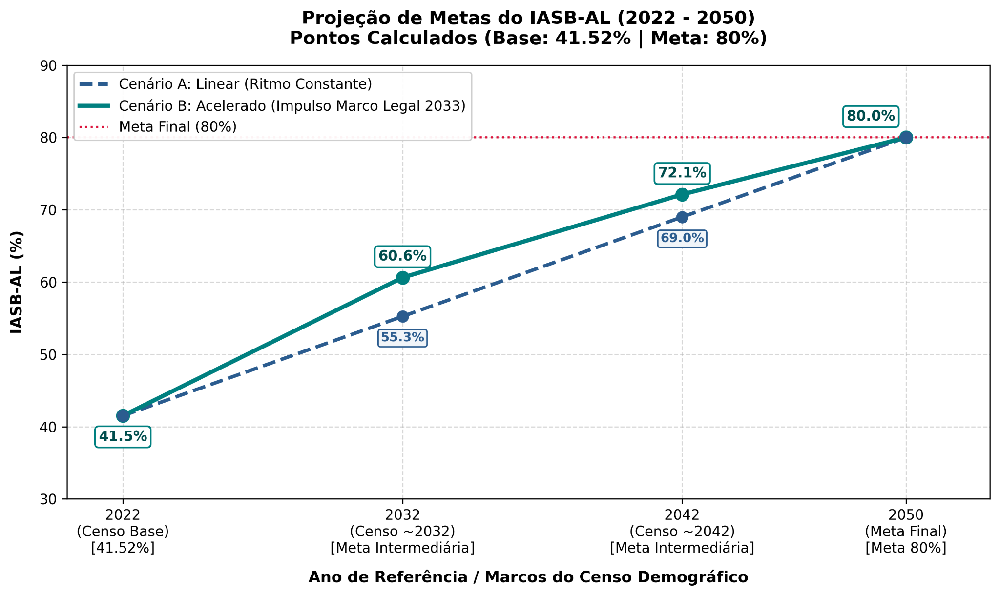 Projeção de Metas do IASB-AL (2022 - 2050)
Pontos Calculados (Base: 41.52% | Meta: 80%)
Cenário A: Linear (Ritmo Constante)
Cenário B: Acelerado (Impulso Marco Legal 2033)
Meta Final (80%)
IASB-AL (%)
90
80
70
60
50
40
30
80.0%
72.1%
69.0%
60.6%
55.3%
41.5%
2022
(Censo Base)
[41.52%]
2032
(Censo ~2032)
[Meta Intermediária]
2042
(Censo ~2042)
[Meta Intermediária]
2050
(Meta Final)
[Meta 80%]
Ano de Referência / Marcos do Censo Demográfico